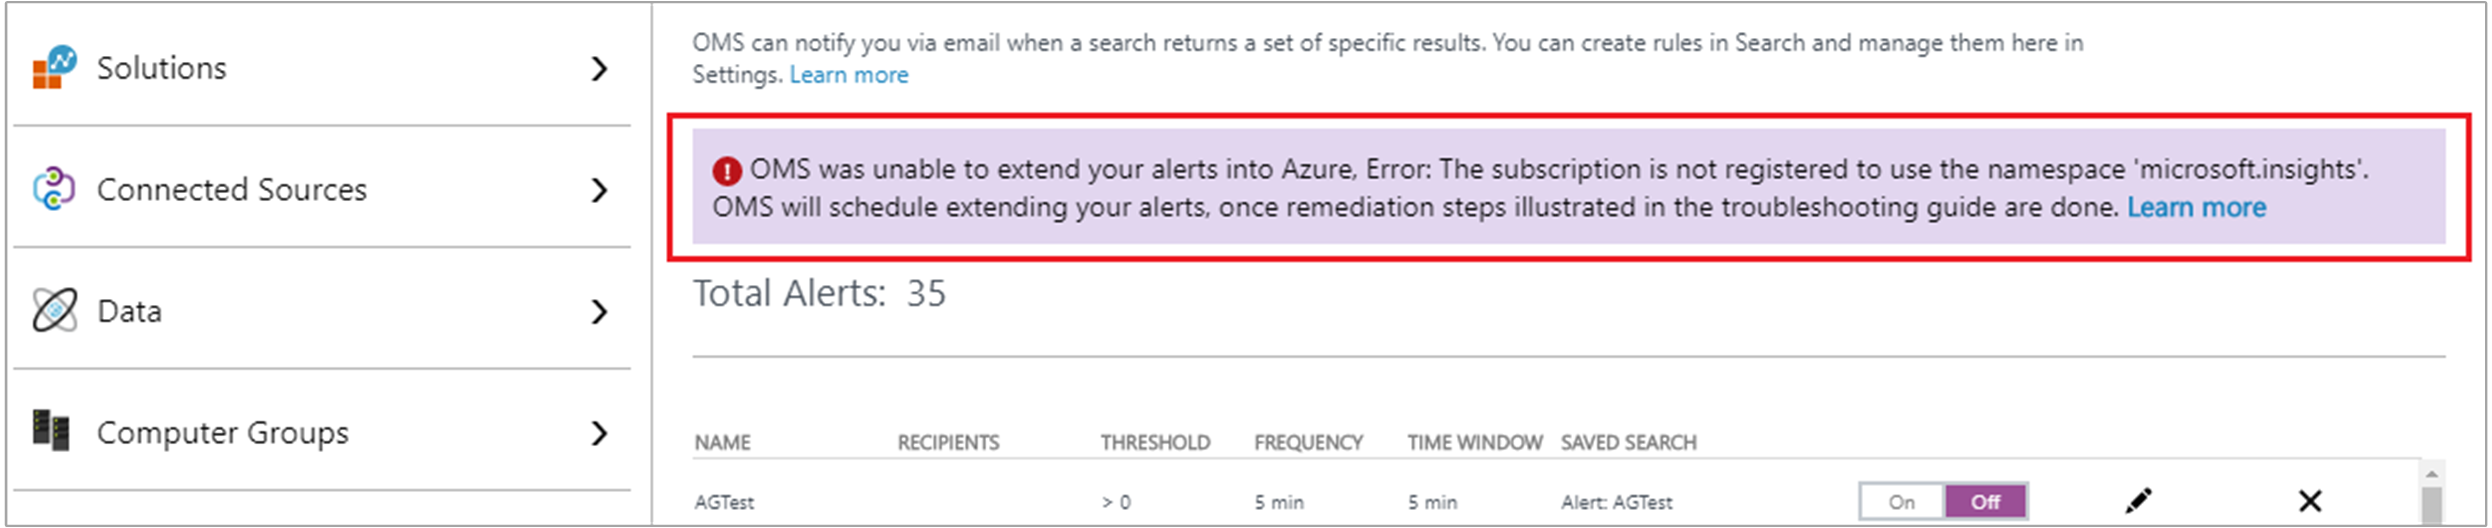 Solutions
Connected Sources
Data
Computer Groups
OMS can notify you via email when a search returns a set of specific results. You can create rules in Search and manage them here in
Settings. Learn more
OMS was unable to extend your alerts into Azure, Error: The subscription is not registered to use the namespace 'microsoft.insights'.
OMS will schedule extending your alerts, once remediation steps illustrated in the troubleshooting guide are done. Learn more
Total Alerts: 35
NAME RECIPIENTS THRESHOLD FREQUENCY TIME WINDOW SAVED SEARCH
AGTest > 0 5 min 5 min Alert: AGTest On Off